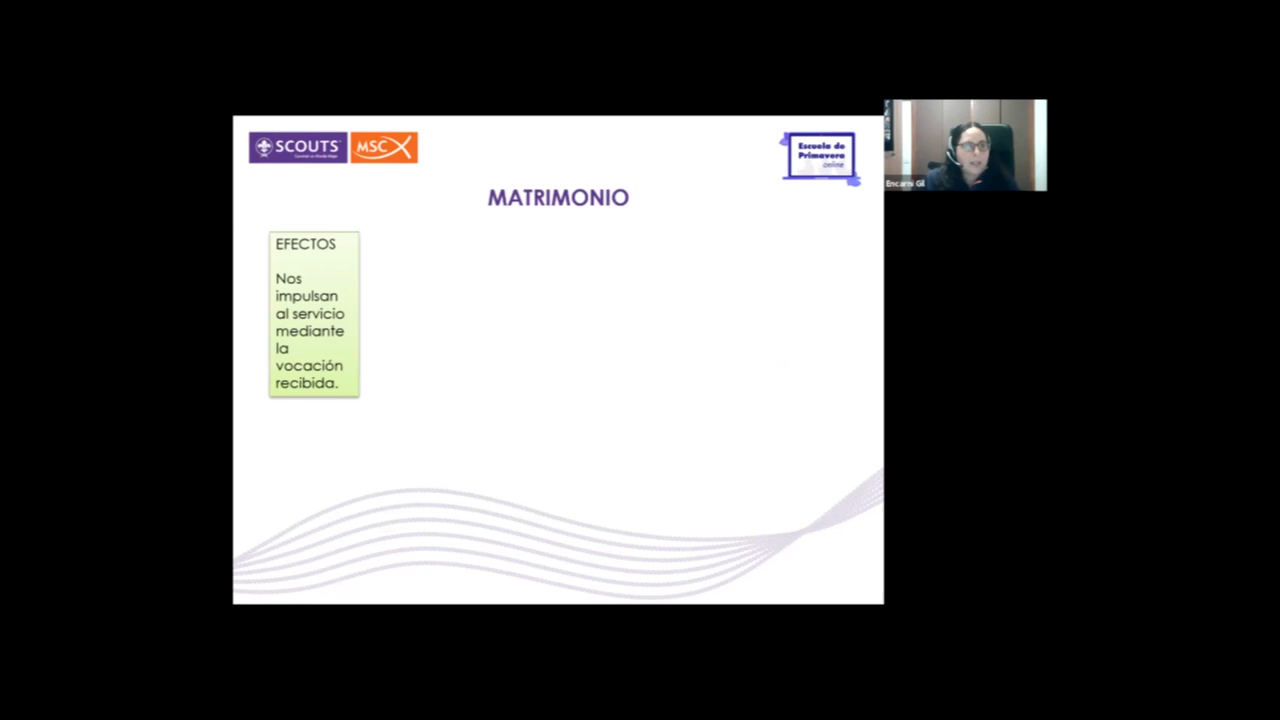 SCOUTS
MSC
Escuela de
Primavera
online
Encarni Gil
MATRIMONIO
EFECTOS
Nos
impulsan
al servicio
mediante
la
vocación
recibida.